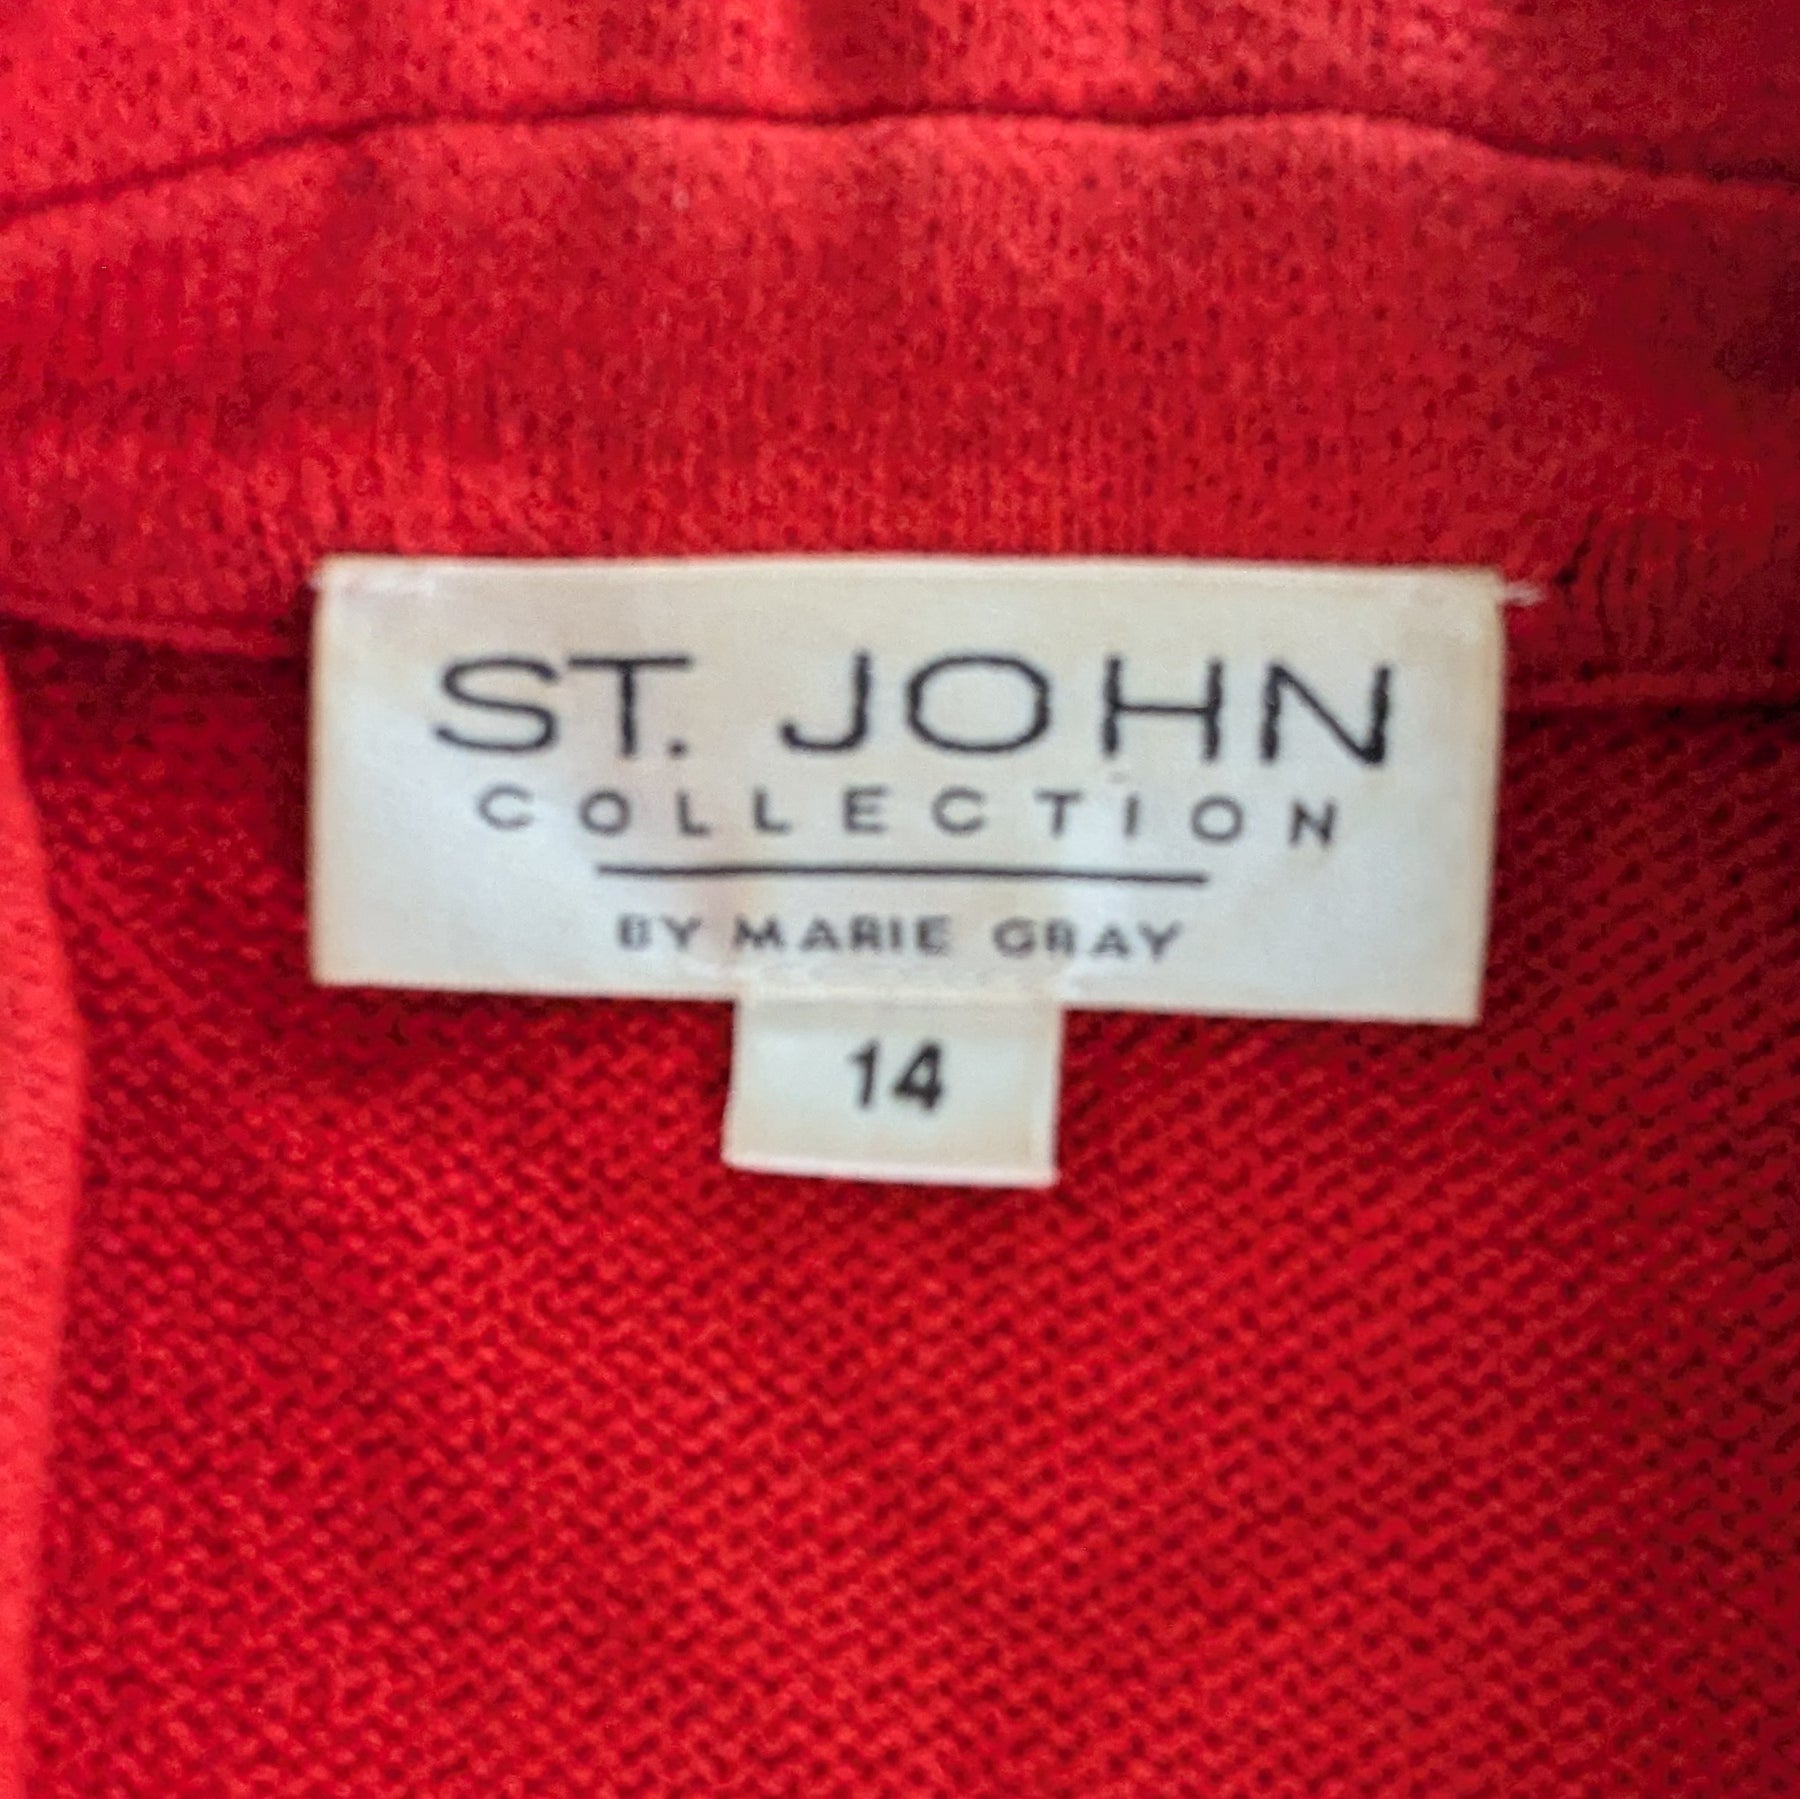 ST. JOHN
COLLECTION
BY MARIE GRAY
14